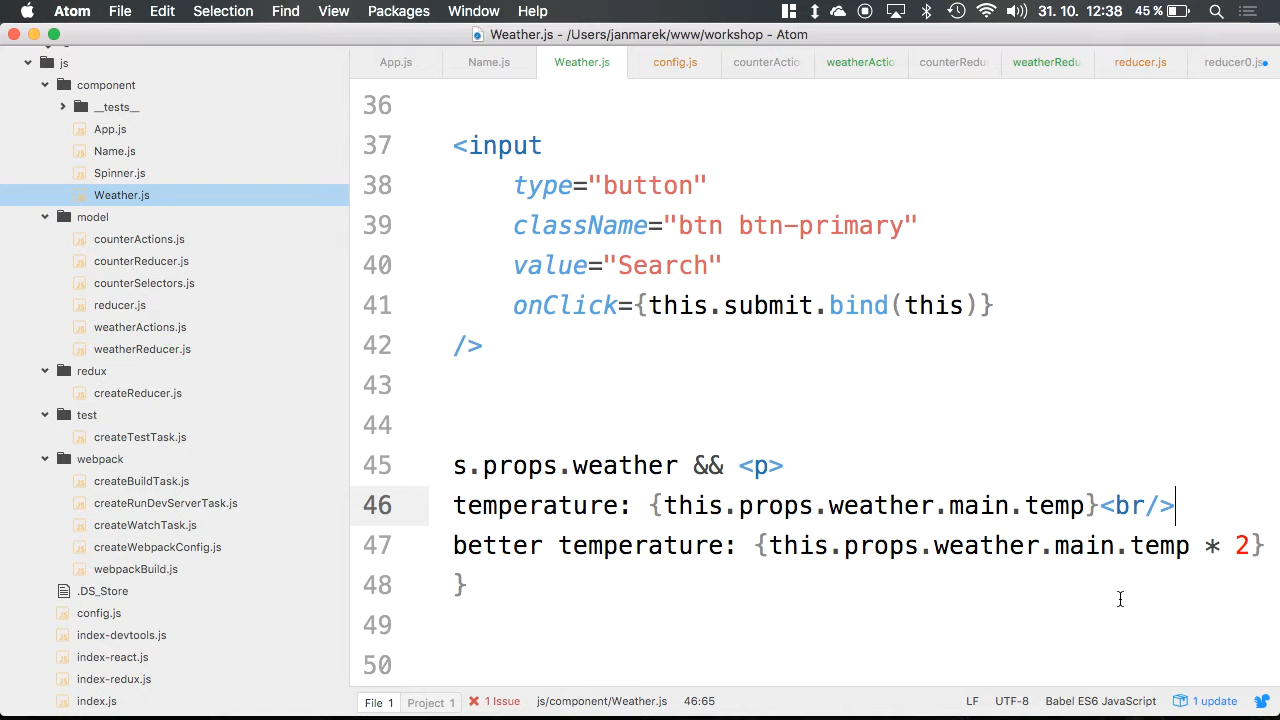 Atom File Edit Selection Find View Packages Window Help 31. 10. 12:38 45 %
Weather.js - /Users/janmarek/www/workshop - Atom
App.js Name.js Weather.js config.js counterActio weatherActio counterRedu weatherRedu reducer.js reducer0.js
js
component
__tests__
App.js
Name.js
Spinner.js
Weather.js
model
counterActions.js
counterReducer.js
counterSelectors.js
reducer.js
weatherActions.js
weatherReducer.js
redux
createReducer.js
test
createTestTask.js
webpack
createBuildTask.js
createRunDevServerTask.js
createWatchTask.js
createWebpackConfig.js
webpackBuild.js
.DS_Store
config.js
index-devtools.js
index-react.js
index-redux.js
index.js
36
37 <input
38 type="button"
39 className="btn btn-primary"
40 value="Search"
41 onClick={this.submit.bind(this)}
42 />
43
44
45 s.props.weather && <p>
46 temperature: {this.props.weather.main.temp}<br/>
47 better temperature: {this.props.weather.main.temp * 2}
48 }
49
50
File 1 Project 1 1 Issue js/component/Weather.js 46:65 LF UTF-8 Babel ES6 JavaScript 1 update